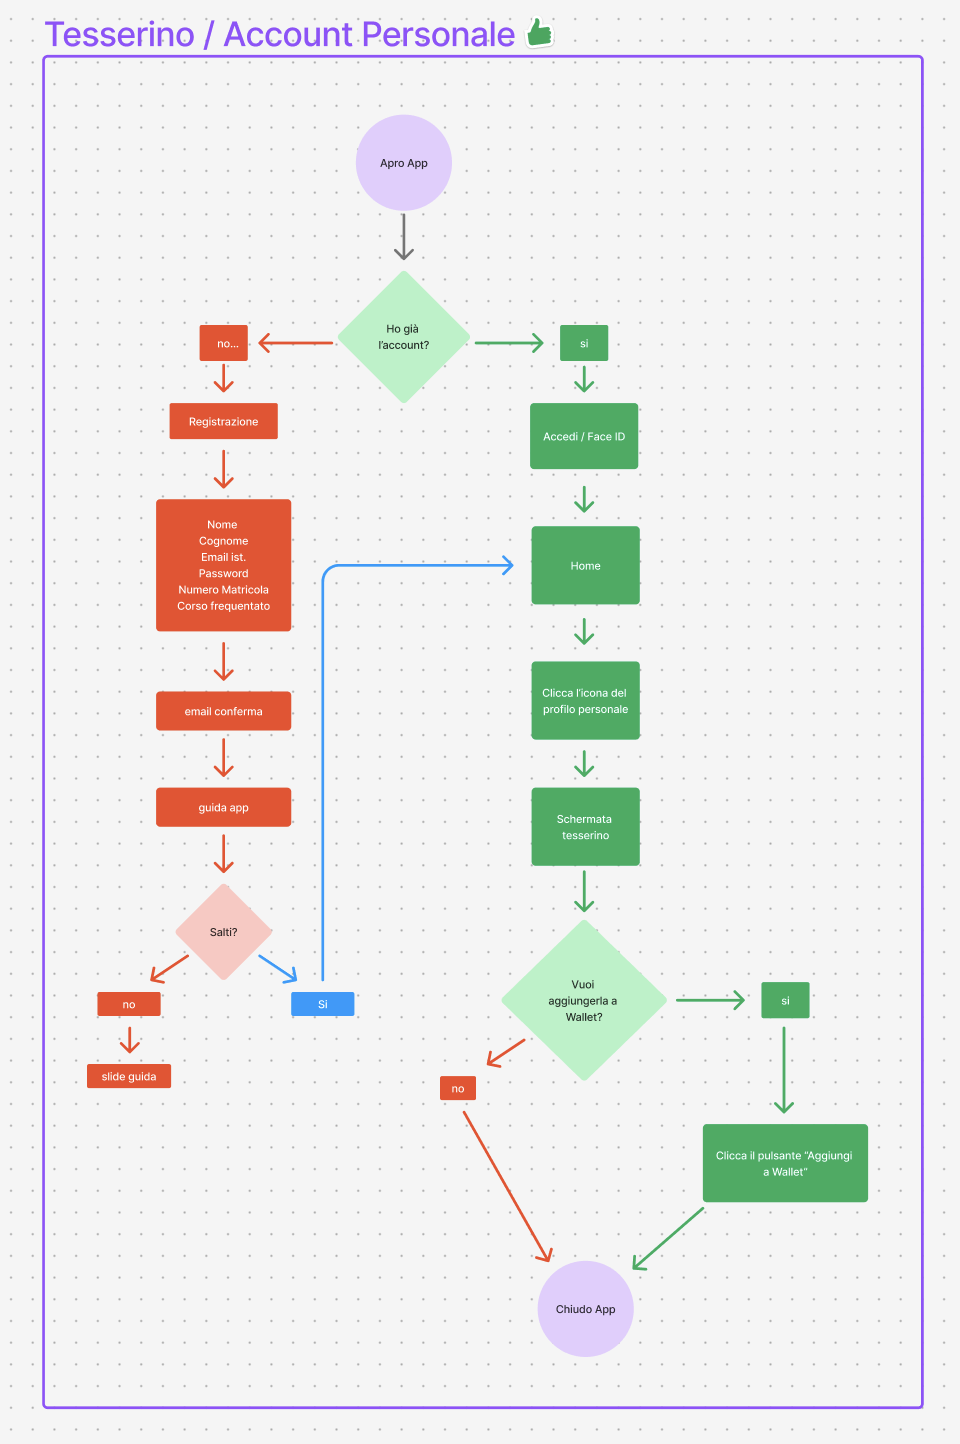 Tesserino / Account Personale
Apro App
Ho già
l'account?
no...
si
Registrazione
Accedi / Face ID
Nome
Cognome
Email ist.
Password
Numero Matricola
Corso frequentato
Home
Clicca l'icona del
profilo personale
email conferma
guida app
Schermata
tesserino
Salti?
no
Si
slide guida
Vuoi
aggiungerla a
Wallet?
si
no
Clicca il pulsante “Aggiungi
a Wallet”
Chiudo App